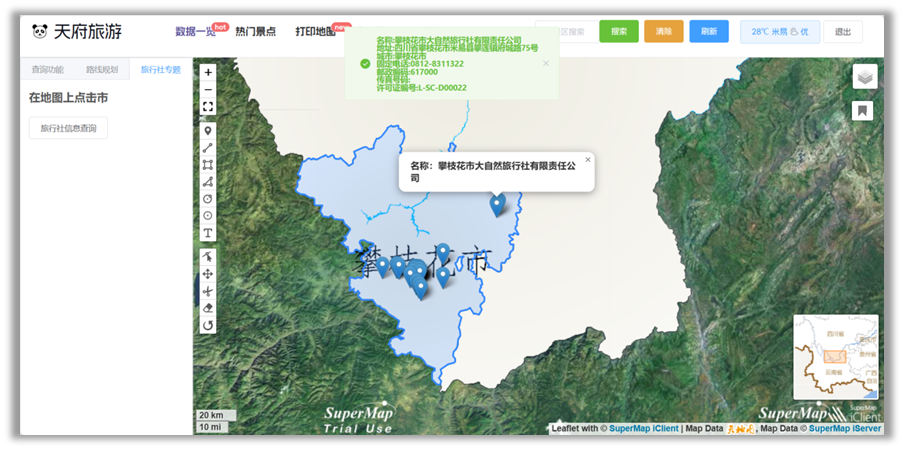 天府旅游
数据一览
hot
热门景点
打印地图
new
区搜索
搜索
清除
刷新
28℃ 米易 优
退出
名称:攀枝花市大自然旅行社有限责任公司
地址:四川省攀枝花市米易县攀莲镇府城路75号
城市:攀枝花市
固定电话:0812-8311322
邮政编码:617000
传真号码:
许可证编号:L-SC-D00022
查询功能
路线规划
旅行社专题
在地图上点击市
旅行社信息查询
名称：攀枝花市大自然旅行社有限责任公
司
攀枝花市
四川省
重庆市
贵州省
云南省
广西
20 km
10 mi
SuperMap
Trial Use
SuperMap
SuperMap
iClient
Leaflet with © SuperMap iClient | Map Data 天地图, Map Data © SuperMap iServer